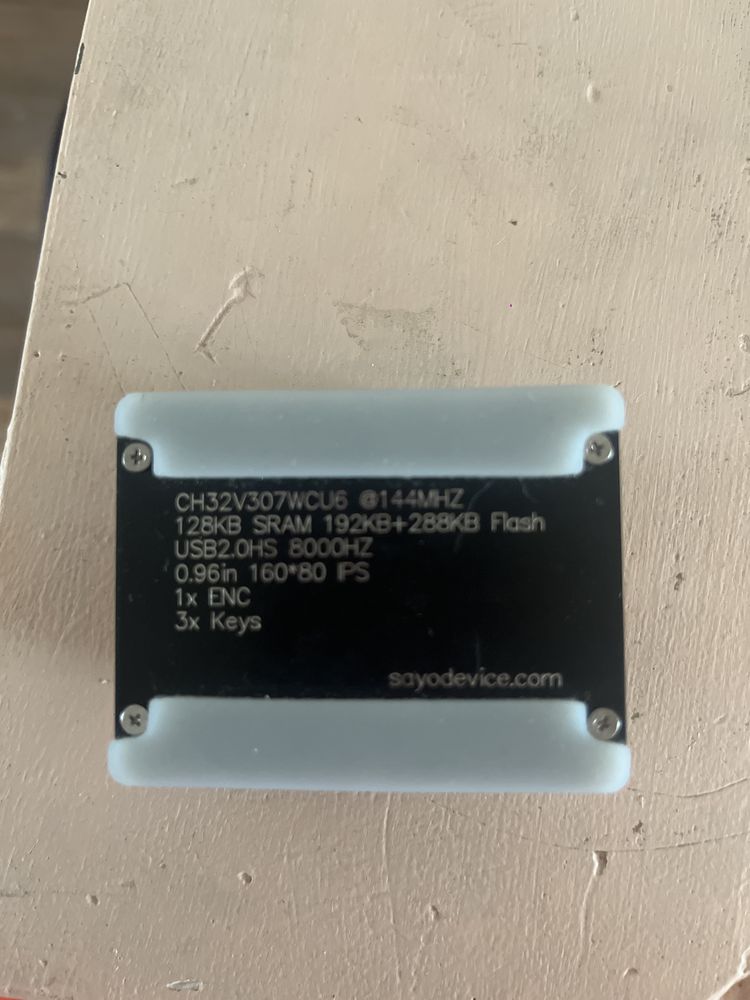 CH32V307WCU6 @144MHZ
128KB SRAM 192KB+288KB Flash
USB2.0HS 8000HZ
0.96in 160*80 IPS
1x ENC
3x Keys
sayodevice.com